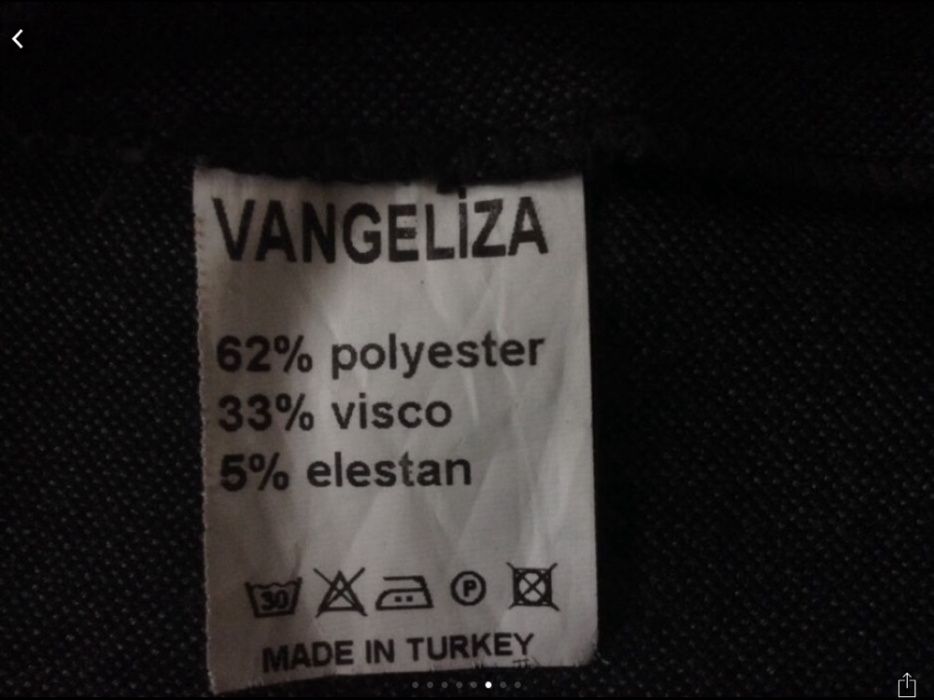 VANGELİZA
62% polyester
33% visco
5% elestan
30 P
MADE IN TURKEY